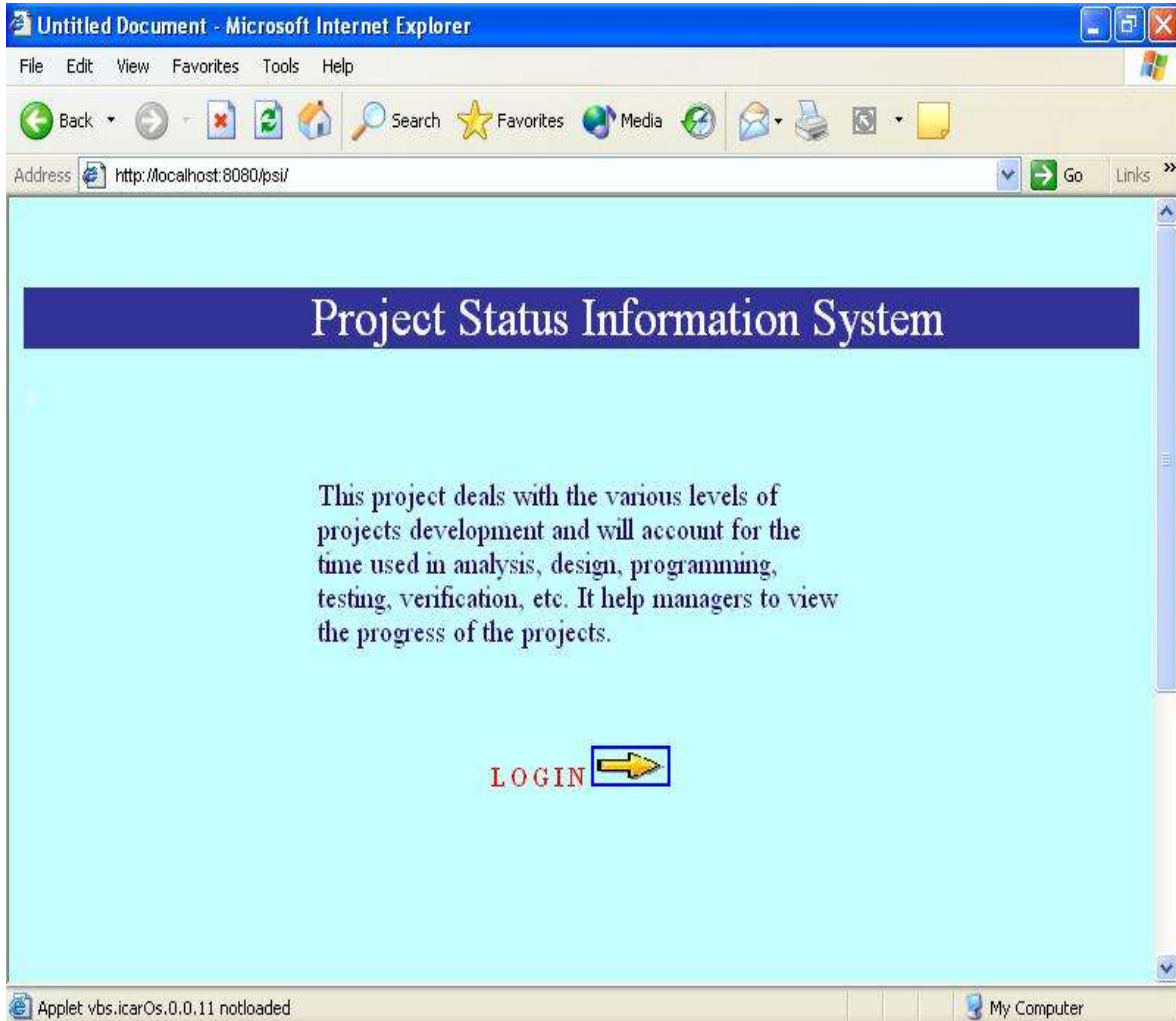 Untitled Document - Microsoft Internet Explorer
File Edit View Favorites Tools Help
Back Search Favorites Media
Address http://localhost:8080/psi/ Go Links »
Project Status Information System
This project deals with the various levels of
projects development and will account for the
time used in analysis, design, programming,
testing, verification, etc. It help managers to view
the progress of the projects.
LOGIN
Applet vbs.icarOs.0.0.11 notloaded My Computer